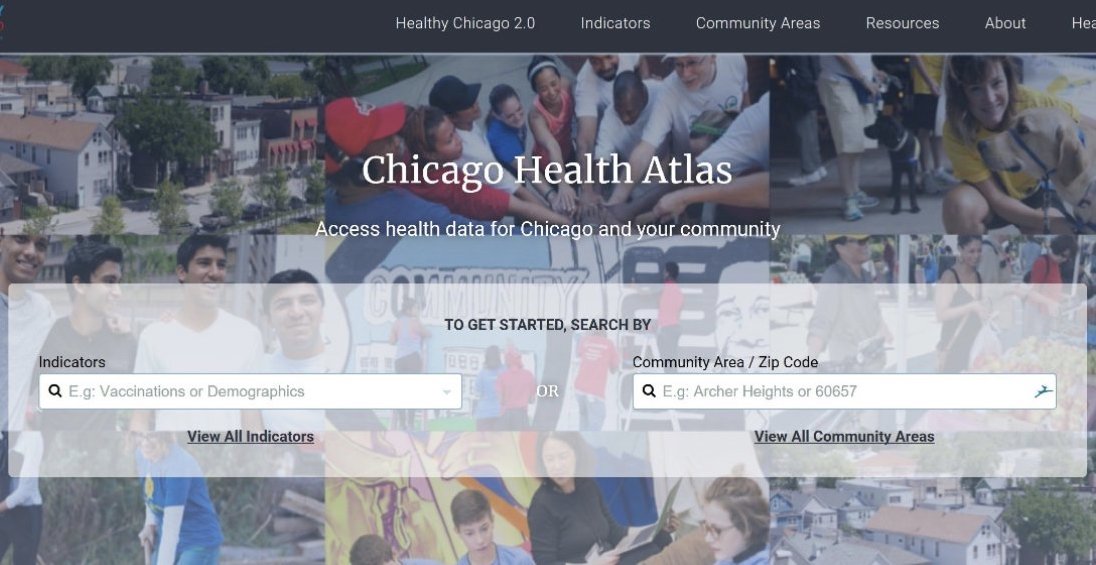 Healthy Chicago 2.0 Indicators Community Areas Resources About
Chicago Health Atlas
Access health data for Chicago and your community
COMMUNITY
TO GET STARTED, SEARCH BY
Indicators
Community Area / Zip Code
E.g: Vaccinations or Demographics
OR
E.g: Archer Heights or 60657
View All Indicators
View All Community Areas